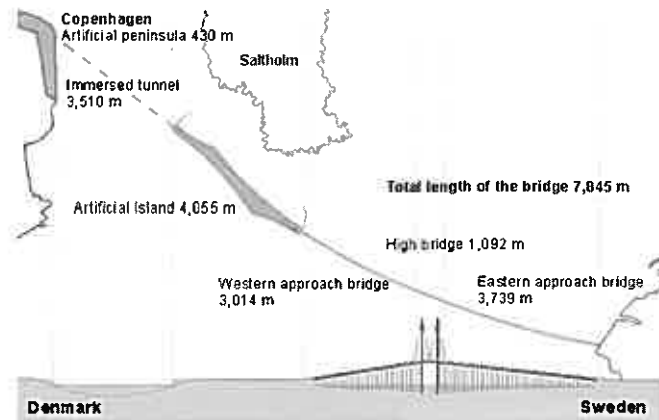 Copenhagen
Artificial peninsula 430 m
Saltholm
Immersed tunnel
3,510 m
Total length of the bridge 7,845 m
Artificial Island 4,055 m
High bridge 1,092 m
Western approach bridge
3,014 m
Eastern approach bridge
3,739 m
Denmark
Sweden